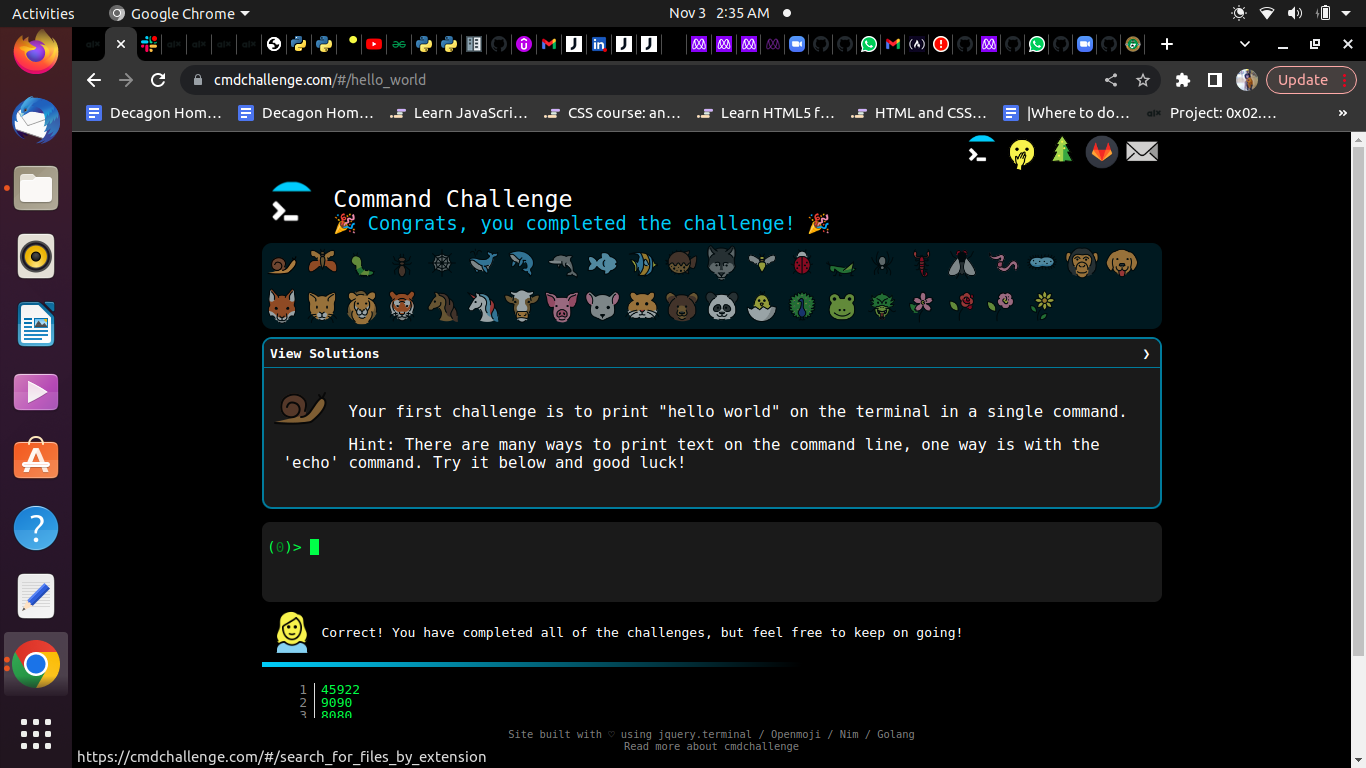 Activities
Google Chrome
Nov 3 2:35 AM
cmdchallenge.com/#/hello_world
Update
Decagon Hom…
Decagon Hom…
Learn JavaScri…
CSS course: an…
Learn HTML5 f…
HTML and CSS…
|Where to do…
Project: 0x02.…
»
Command Challenge
🎉 Congrats, you completed the challenge! 🎉
View Solutions ❯
Your first challenge is to print "hello world" on the terminal in a single command.
Hint: There are many ways to print text on the command line, one way is with the
'echo' command. Try it below and good luck!
(0)>
Correct! You have completed all of the challenges, but feel free to keep on going!
1 45922
2 9090
3 8080
Site built with ♡ using jquery.terminal / Openmoji / Nim / Golang
Read more about cmdchallenge
https://cmdchallenge.com/#/search_for_files_by_extension